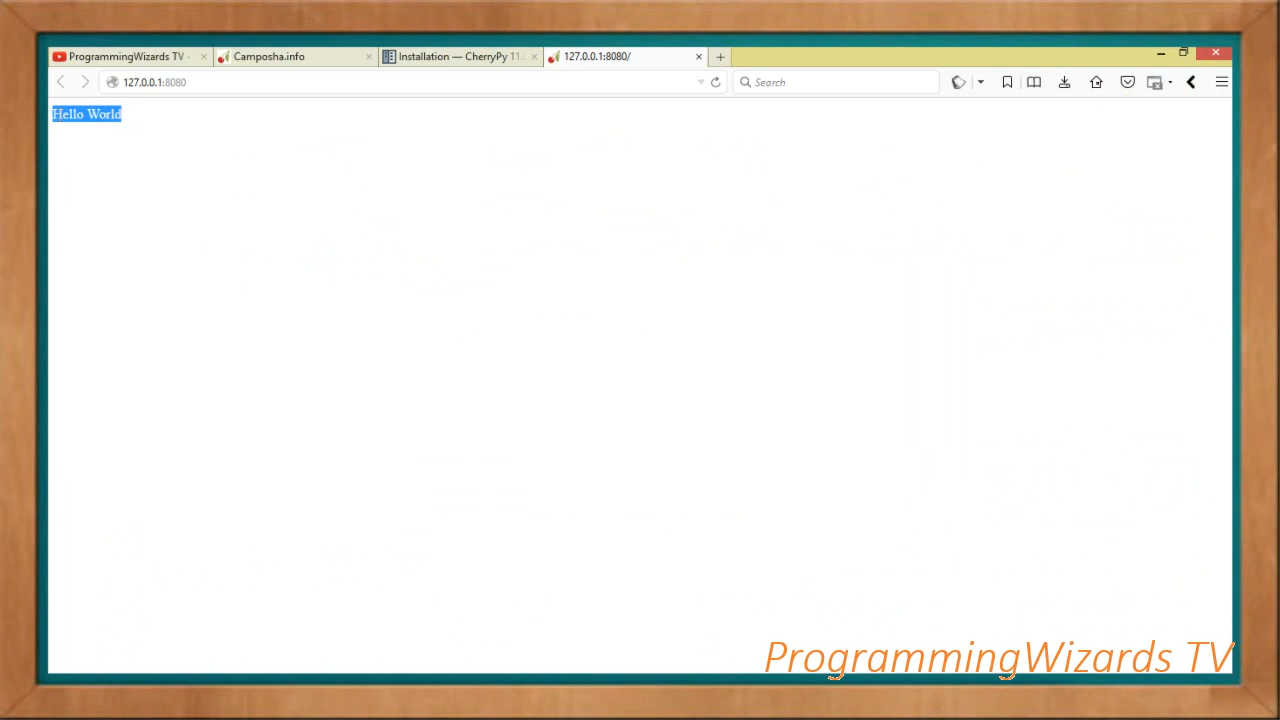 ProgrammingWizards TV -
Camposha.info
Installation — CherryPy 11.
127.0.0.1:8080/
127.0.0.1:8080
Search
Hello World
ProgrammingWizards TV